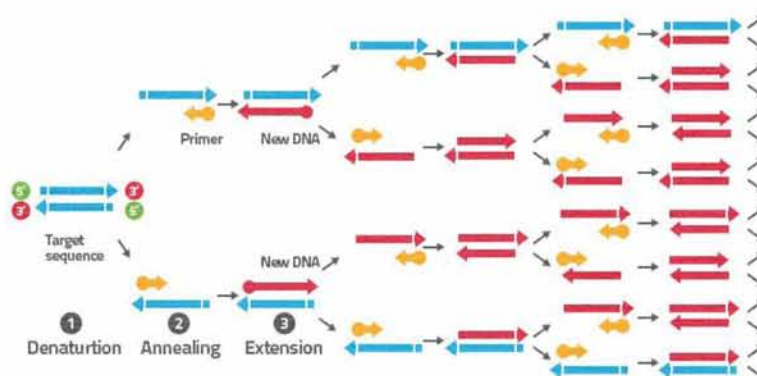 Primer
New DNA
5' 3'
3' 5'
Target
sequence
New DNA
1 2 3
Denaturtion Annealing Extension